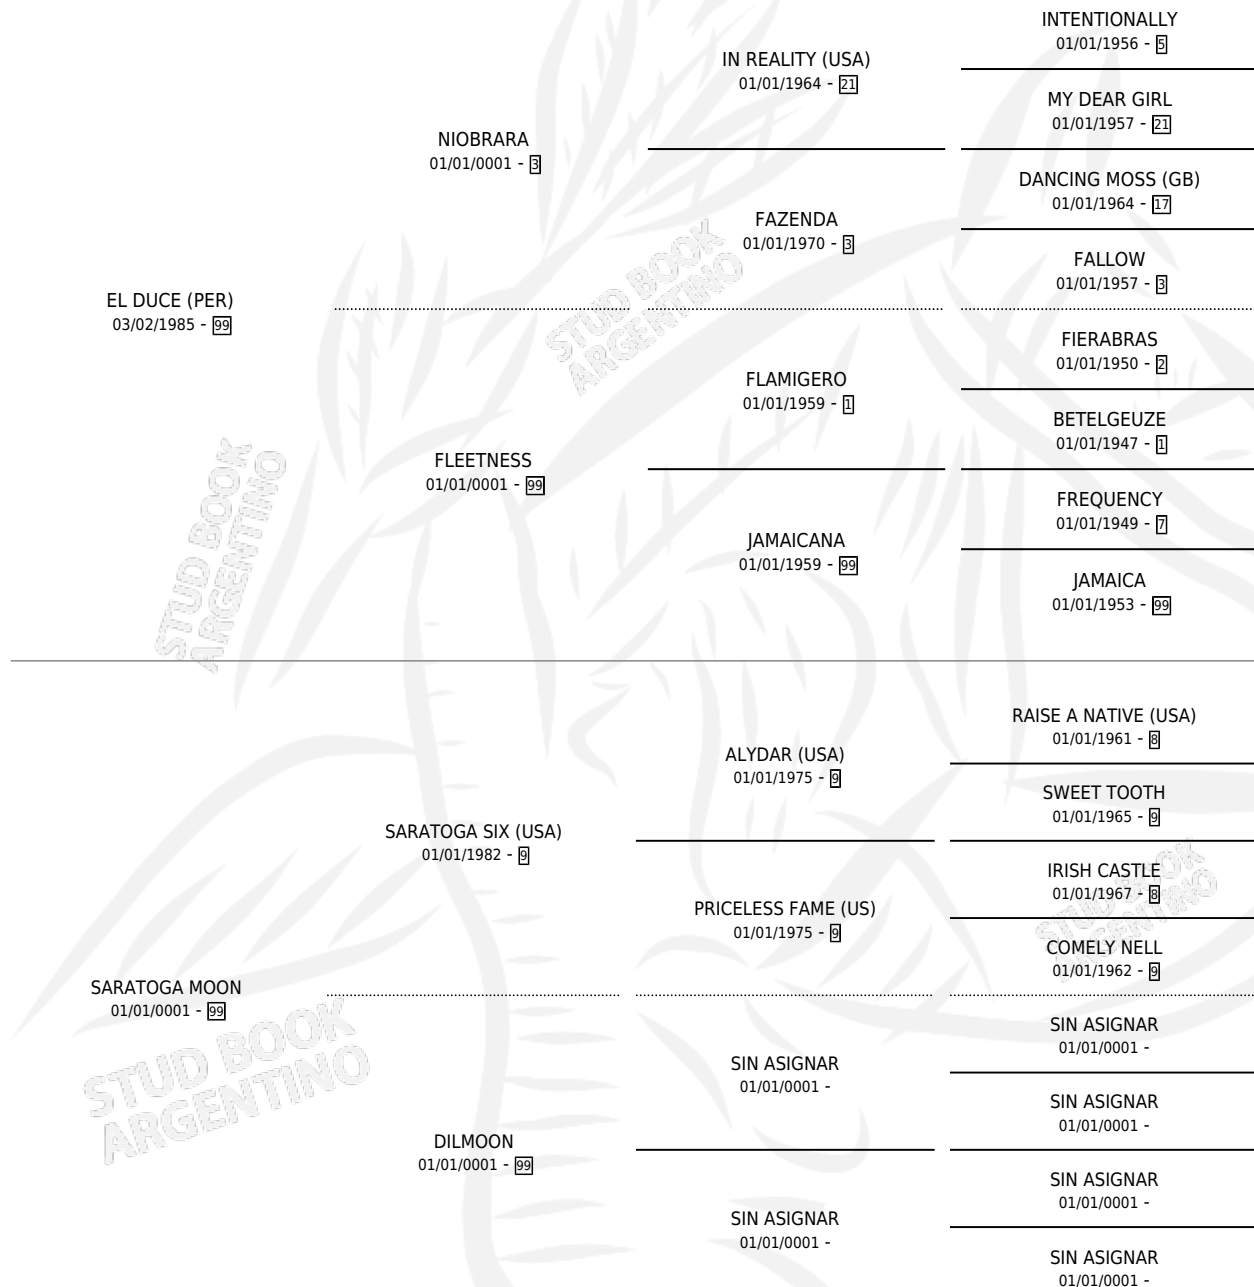 INTENTIONALLY
01/01/1956 - 5
IN REALITY (USA)
01/01/1964 - 21
MY DEAR GIRL
01/01/1957 - 21
NIOBRARA
01/01/0001 - 3
DANCING MOSS (GB)
01/01/1964 - 17
FAZENDA
01/01/1970 - 3
FALLOW
01/01/1957 - 3
EL DUCE (PER)
03/02/1985 - 99
FIERABRAS
01/01/1950 - 2
FLAMIGERO
01/01/1959 - 1
BETELGEUZE
01/01/1947 - 1
FLEETNESS
01/01/0001 - 99
FREQUENCY
01/01/1949 - 7
JAMAICANA
01/01/1959 - 99
JAMAICA
01/01/1953 - 99
STUD BOOK
ARGENTINO
STUD BOOK
ARGENTINO
RAISE A NATIVE (USA)
01/01/1961 - 8
ALYDAR (USA)
01/01/1975 - 9
SWEET TOOTH
01/01/1965 - 9
SARATOGA SIX (USA)
01/01/1982 - 9
IRISH CASTLE
01/01/1967 - 8
PRICELESS FAME (US)
01/01/1975 - 9
COMELY NELL
01/01/1962 - 9
STUD BOOK
ARGENTINO
SARATOGA MOON
01/01/0001 - 99
SIN ASIGNAR
01/01/0001 -
SIN ASIGNAR
01/01/0001 -
SIN ASIGNAR
01/01/0001 -
DILMOON
01/01/0001 - 99
SIN ASIGNAR
01/01/0001 -
SIN ASIGNAR
01/01/0001 -
SIN ASIGNAR
01/01/0001 -
STUD BOOK
ARGENTINO